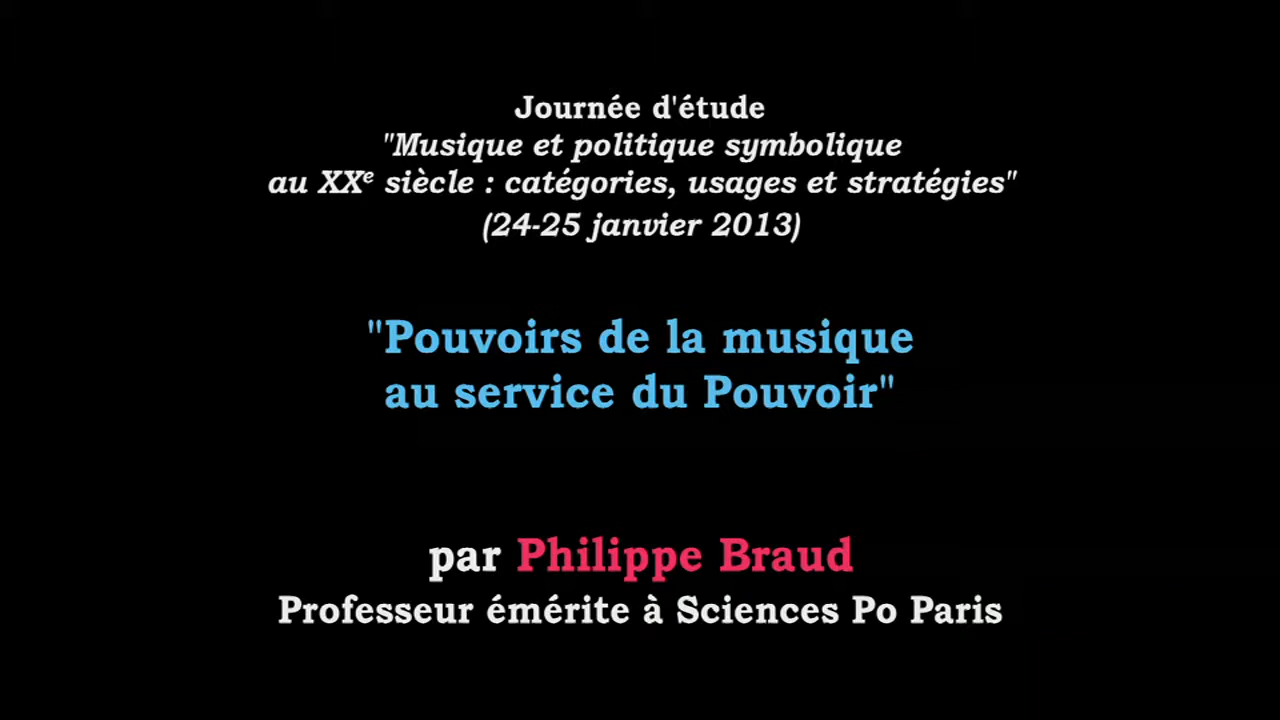 Journée d'étude
"Musique et politique symbolique
au XXe siècle : catégories, usages et stratégies"
(24-25 janvier 2013)
"Pouvoirs de la musique
au service du Pouvoir"
par Philippe Braud
Professeur émérite à Sciences Po Paris